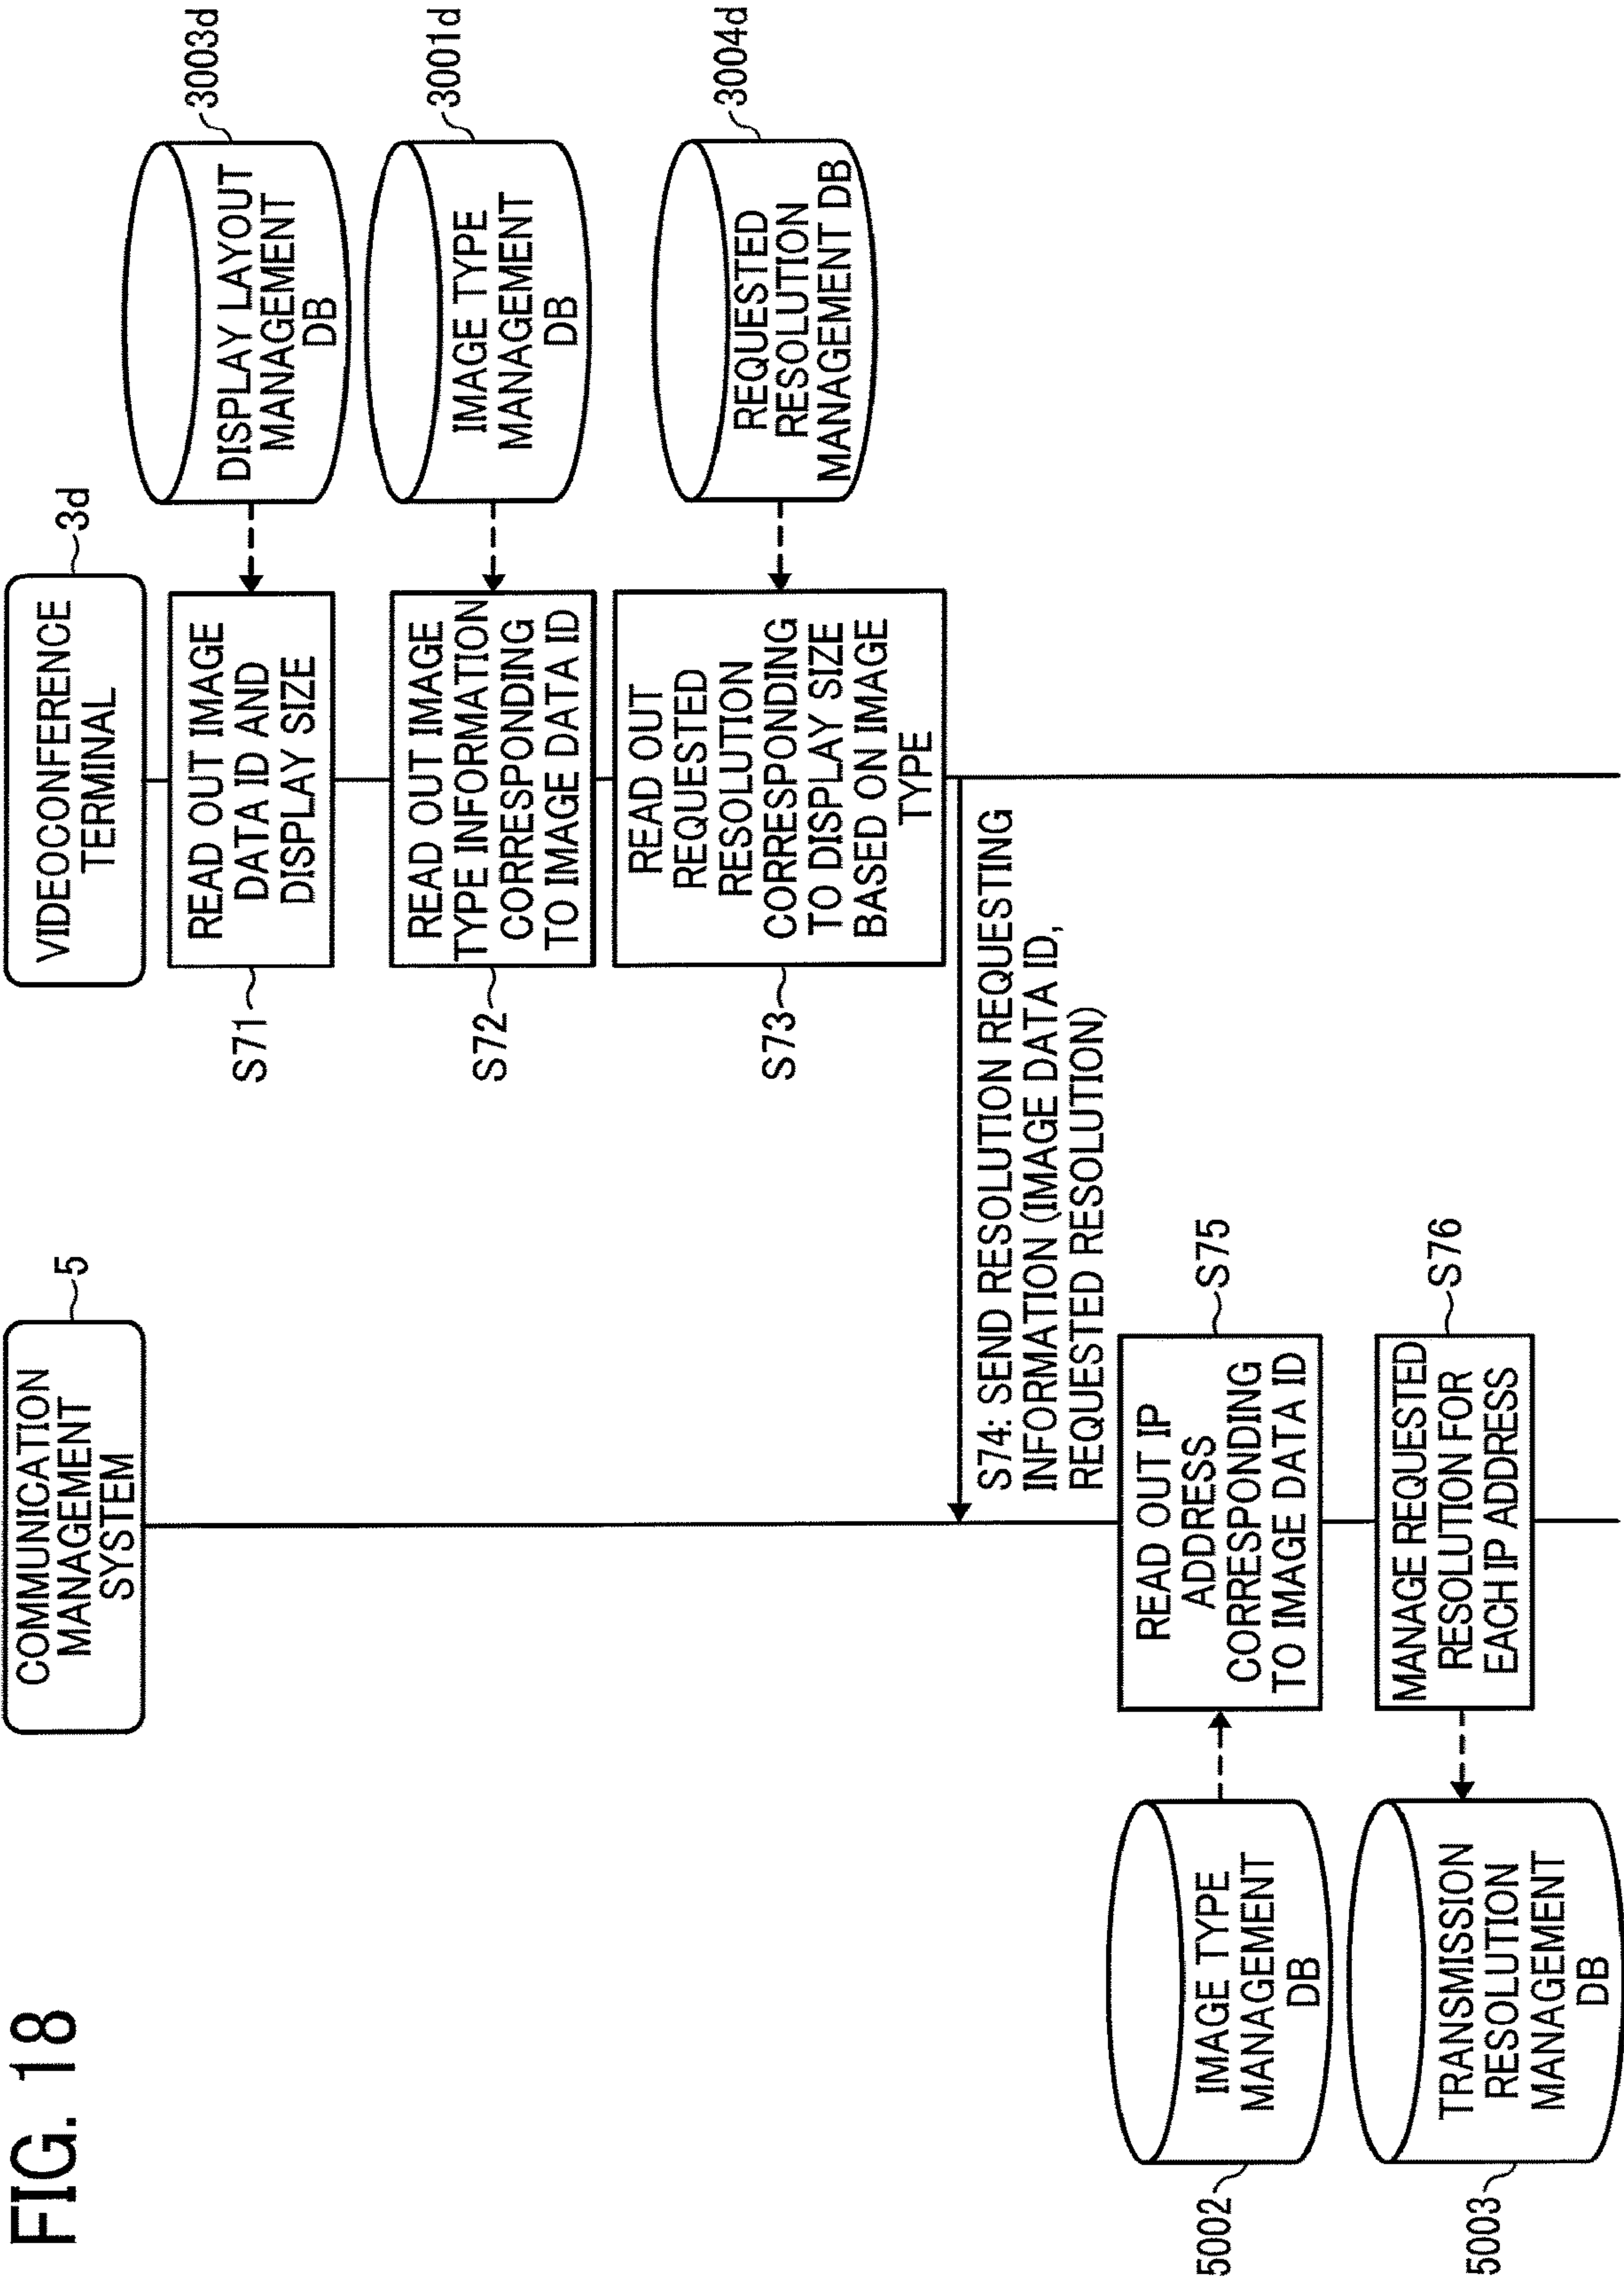 FIG. 18
COMMUNICATION
MANAGEMENT
SYSTEM
5
VIDEOCONFERENCE
TERMINAL
3d
S71
READ OUT IMAGE
DATA ID AND
DISPLAY SIZE
DISPLAY LAYOUT
MANAGEMENT
DB
3003d
S72
READ OUT IMAGE
TYPE INFORMATION
CORRESPONDING
TO IMAGE DATA ID
IMAGE TYPE
MANAGEMENT
DB
3001d
S73
READ OUT
REQUESTED
RESOLUTION
CORRESPONDING
TO DISPLAY SIZE
BASED ON IMAGE
TYPE
REQUESTED
RESOLUTION
MANAGEMENT DB
3004d
S74: SEND RESOLUTION REQUESTING
INFORMATION (IMAGE DATA ID,
REQUESTED RESOLUTION)
5002
IMAGE TYPE
MANAGEMENT
DB
READ OUT IP
ADDRESS
CORRESPONDING
TO IMAGE DATA ID
S75
5003
TRANSMISSION
RESOLUTION
MANAGEMENT
DB
MANAGE REQUESTED
RESOLUTION FOR
EACH IP ADDRESS
S76